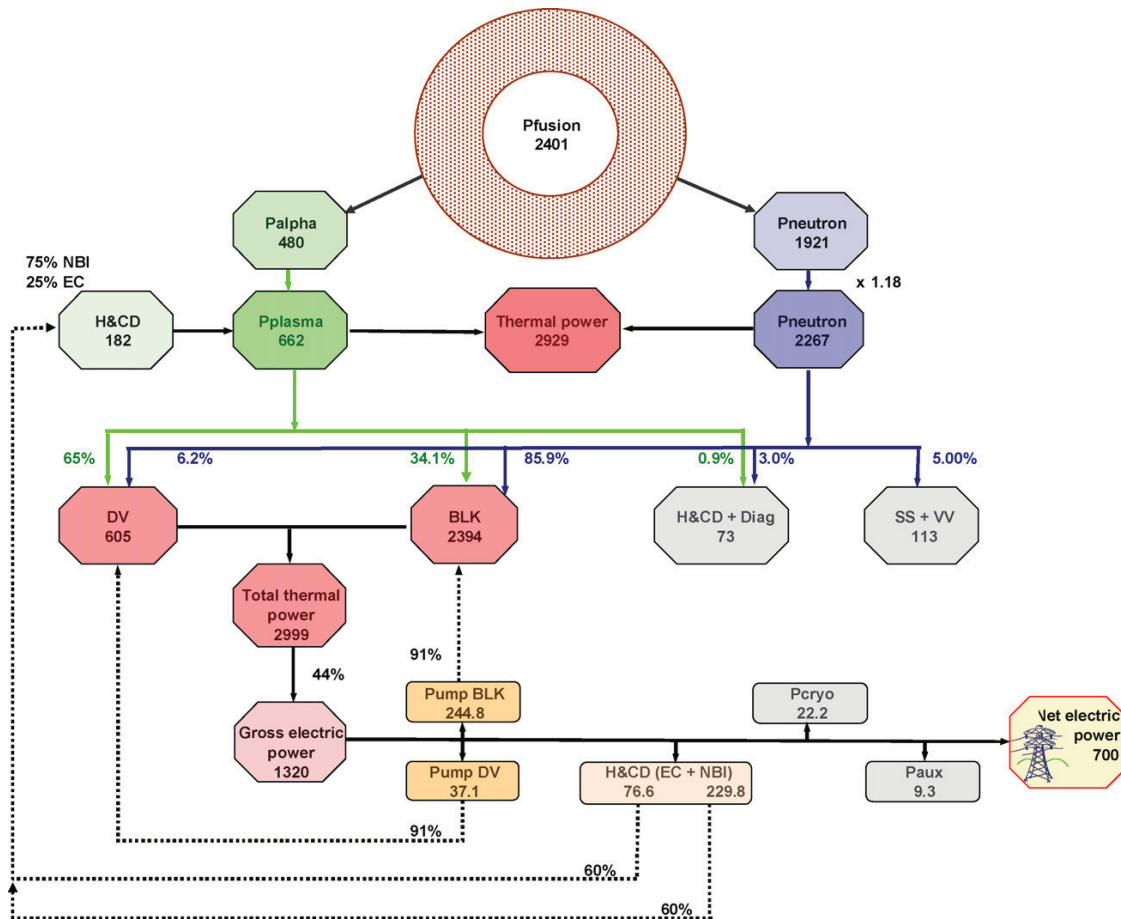 Pfusion
2401
Palpha
480
Pneutron
1921
75% NBI
25% EC
x 1.18
H&CD
182
Pplasma
662
Thermal power
2929
Pneutron
2267
65%
6.2%
34.1%
85.9%
0.9%
3.0%
5.00%
DV
605
BLK
2394
H&CD + Diag
73
SS + VV
113
Total thermal
power
2999
44%
91%
Pump BLK
244.8
Pcryo
22.2
Gross electric
power
1320
Net electric
power
700
Pump DV
37.1
H&CD (EC + NBI)
76.6 229.8
Paux
9.3
91%
60%
60%